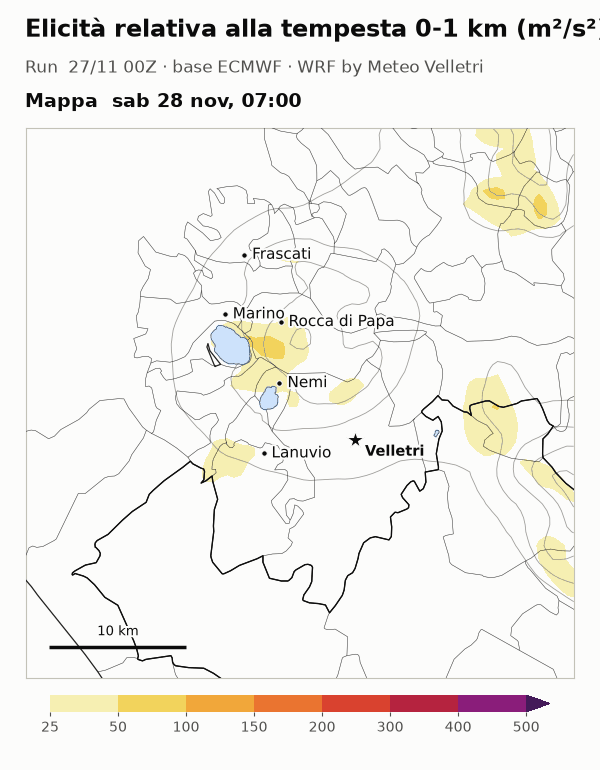 Elicità relativa alla tempesta 0-1 km (m²/s²)
Run 27/11 00Z · base ECMWF · WRF by Meteo Velletri
Mappa sab 28 nov, 07:00
Frascati
Marino
Rocca di Papa
Nemi
Velletri
Lanuvio
10 km
25 50 100 150 200 300 400 500